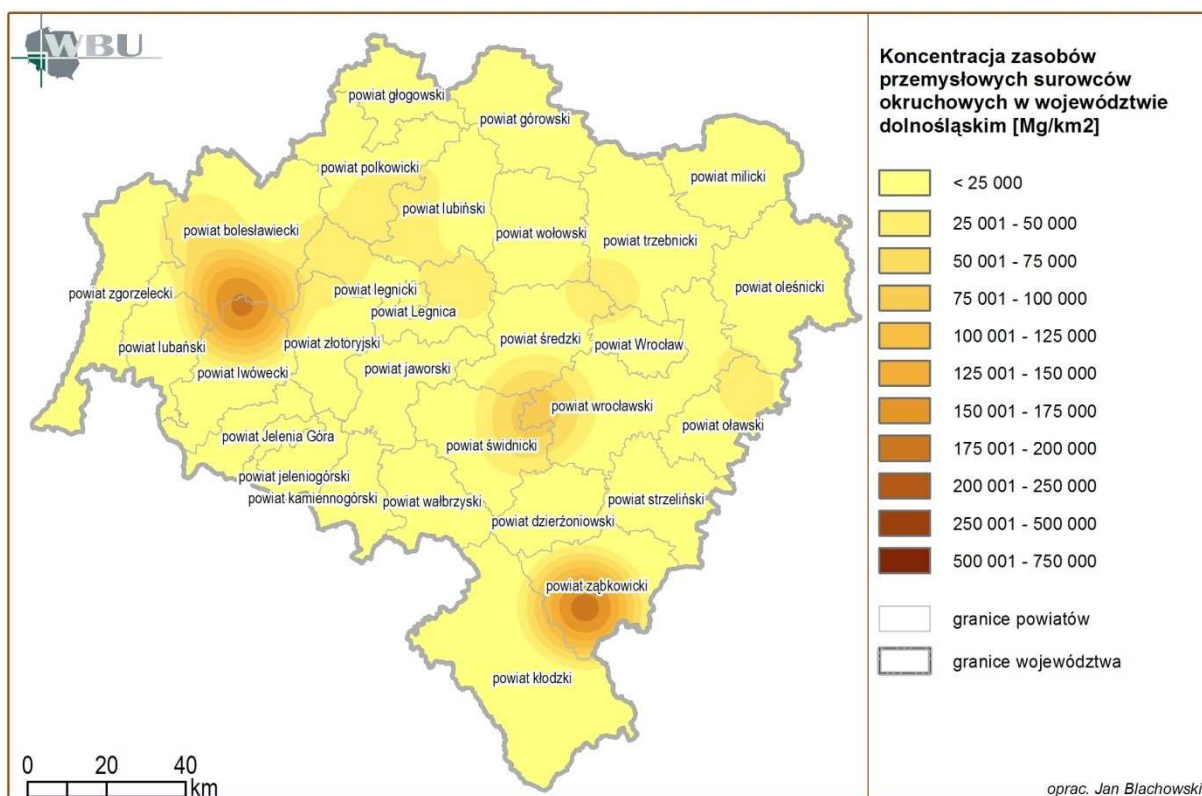 WBU
powiat głogowski
powiat górowski
powiat polkowicki
powiat milicki
powiat lubiński
powiat bolesławiecki
powiat wołowski
powiat trzebnicki
powiat zgorzelecki
powiat legnicki
powiat oleśnicki
powiat Legnica
powiat lubański
powiat złotoryjski
powiat średzki
powiat Wrocław
powiat lwówecki
powiat jaworski
powiat wrocławski
powiat oławski
powiat Jelenia Góra
powiat świdnicki
powiat jeleniogórski
powiat kamiennogórski
powiat wałbrzyski
powiat strzeliński
powiat dzierżoniowski
powiat ząbkowicki
powiat kłodzki
0 20 40
km
Koncentracja zasobów
przemysłowych surowców
okruchowych w województwie
dolnośląskim [Mg/km2]
< 25 000
25 001 - 50 000
50 001 - 75 000
75 001 - 100 000
100 001 - 125 000
125 001 - 150 000
150 001 - 175 000
175 001 - 200 000
200 001 - 250 000
250 001 - 500 000
500 001 - 750 000
granice powiatów
granice województwa
oprac. Jan Blachowski